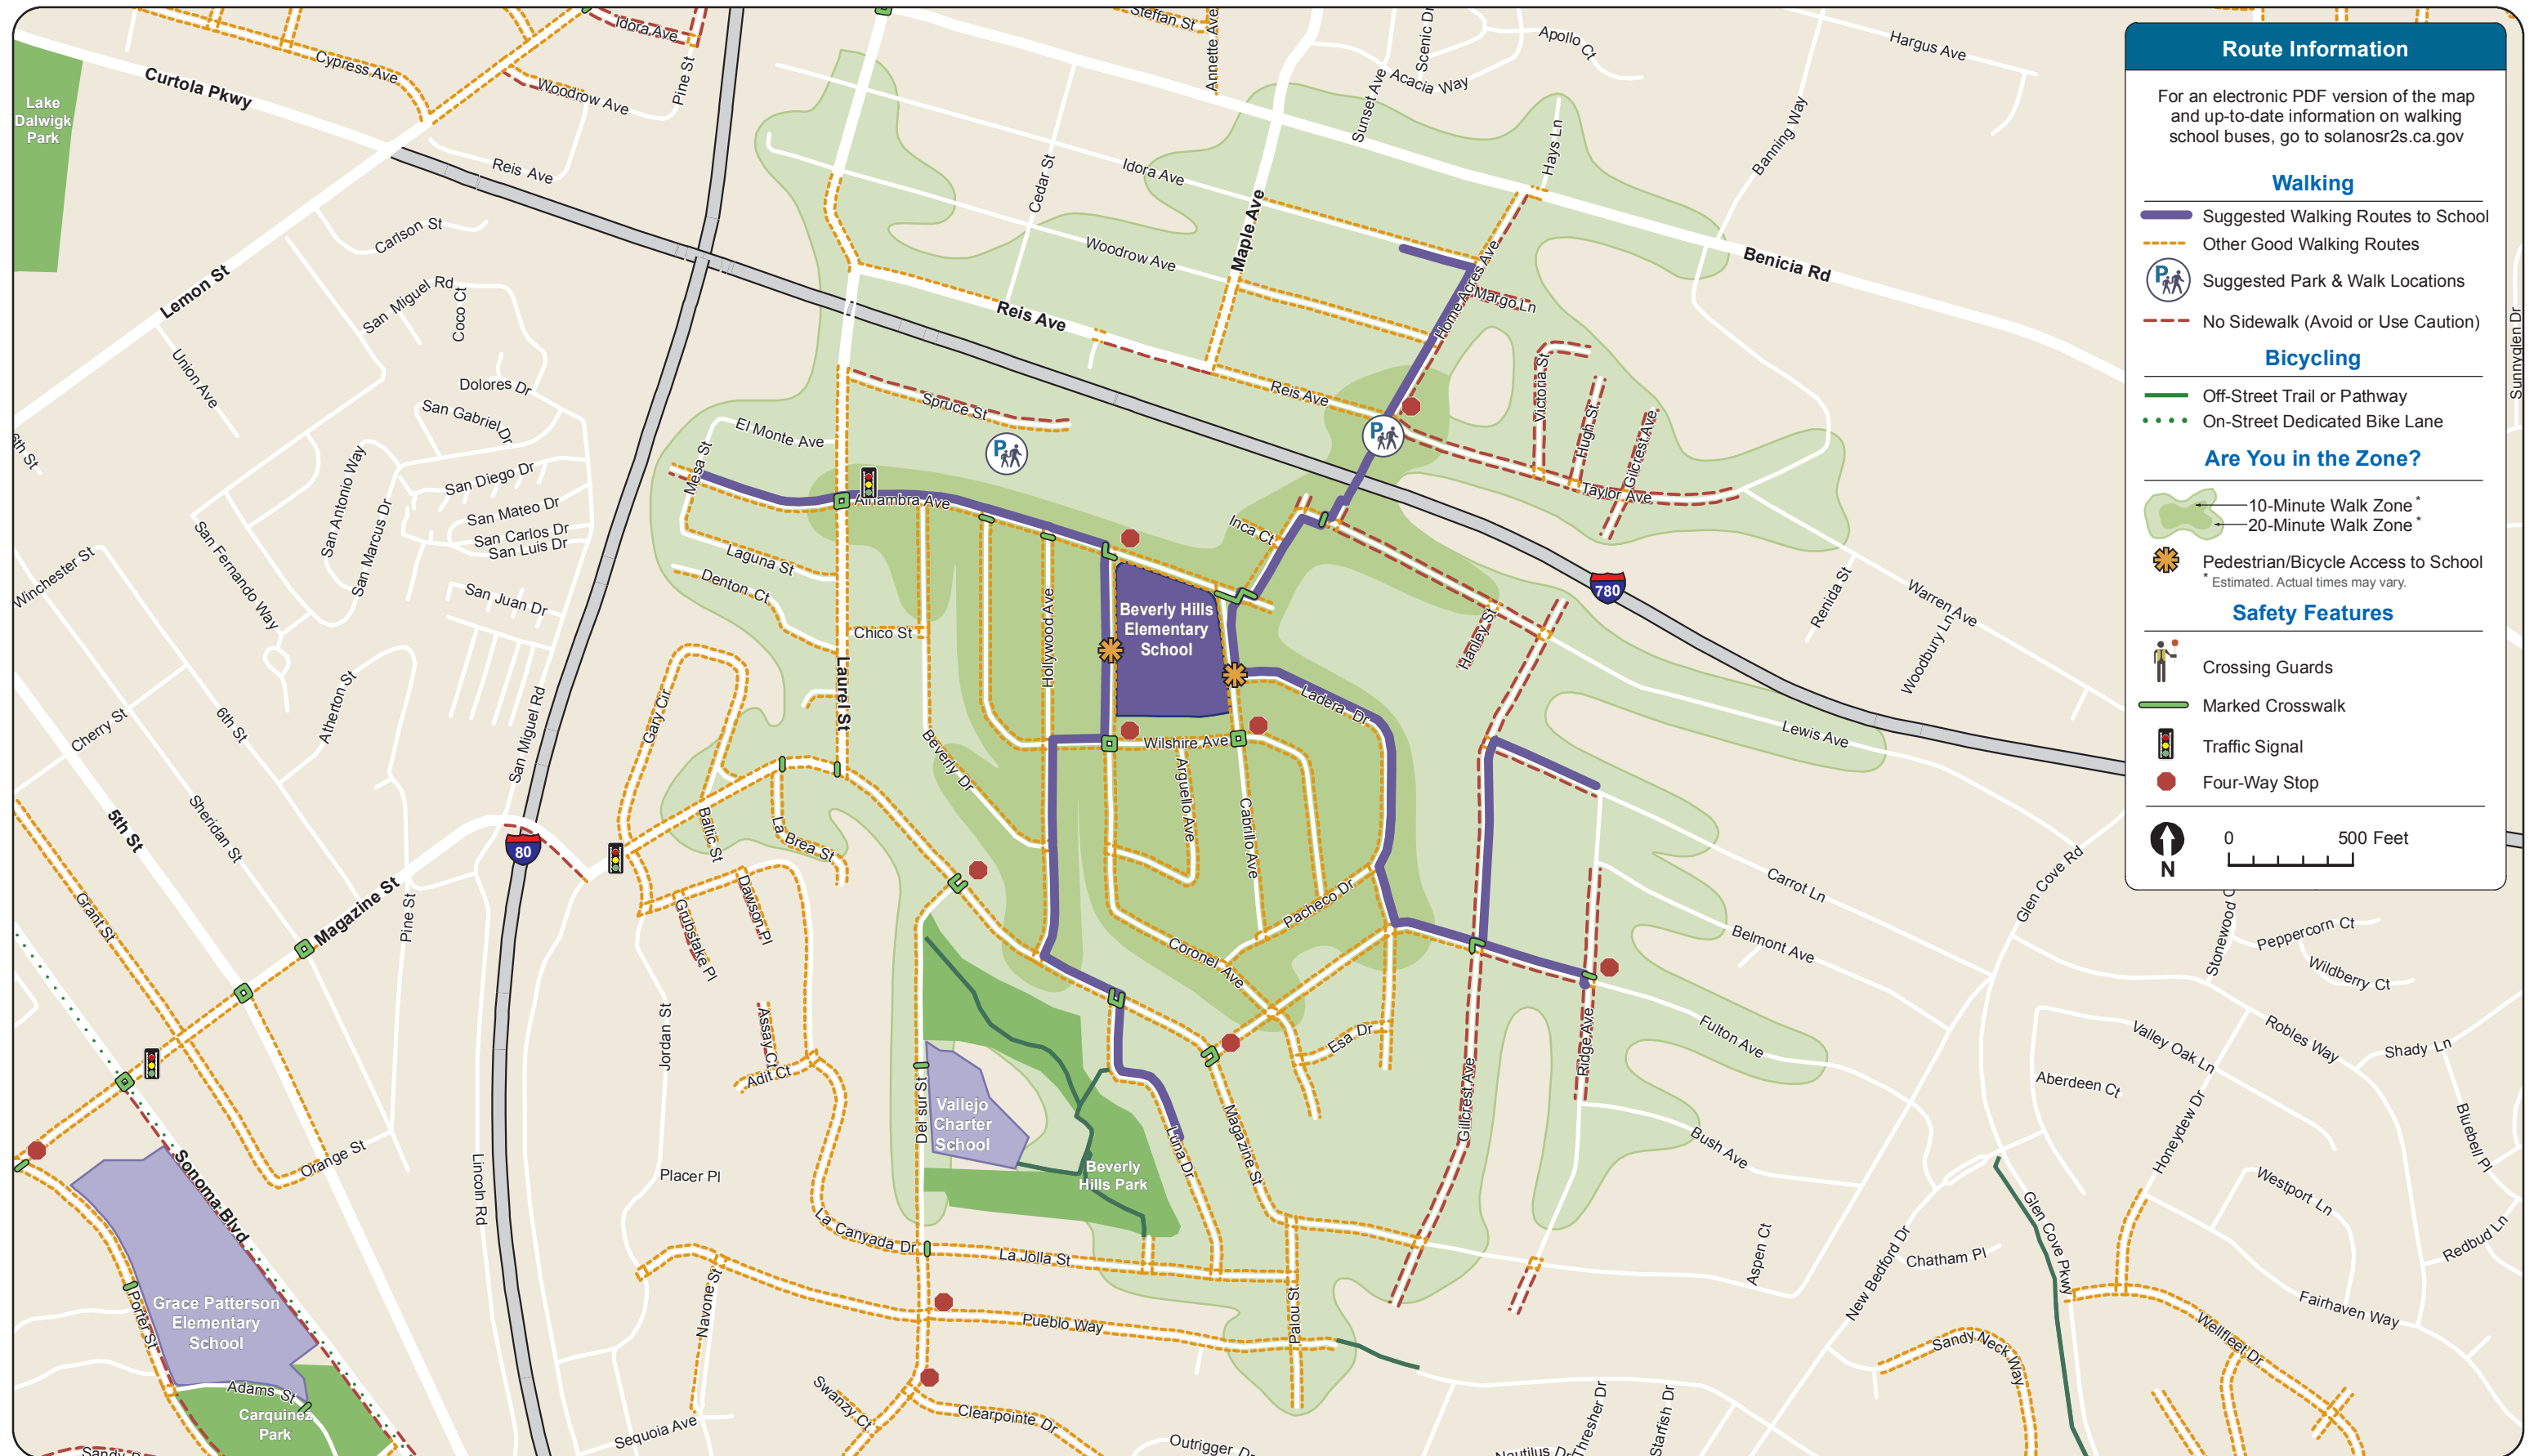 Route Information
For an electronic PDF version of the map
and up-to-date information on walking
school buses, go to solanosr2s.ca.gov
Walking
Suggested Walking Routes to School
Other Good Walking Routes
P
Suggested Park & Walk Locations
No Sidewalk (Avoid or Use Caution)
Bicycling
Off-Street Trail or Pathway
On-Street Dedicated Bike Lane
Are You in the Zone?
10-Minute Walk Zone *
20-Minute Walk Zone *
Pedestrian/Bicycle Access to School
* Estimated. Actual times may vary.
Safety Features
Crossing Guards
Marked Crosswalk
Traffic Signal
Four-Way Stop
N
0 500 Feet
Lake
Dalwigk
Park
Curtola Pkwy
Cypress Ave
Idora Ave
Woodrow Ave
Pine St
Reis Ave
Steffan St
Annette Ave
Scenic Dr
Apollo Ct
Acacia Way
Sunset Ave
Hargus Ave
Banning Way
Hays Ln
Idora Ave
Cedar St
Woodrow Ave
Maple Ave
Benicia Rd
Home Acres Ave
Margo Ln
Reis Ave
Reis Ave
Carlson St
Lemon St
San Miguel Rd
Coco Ct
Union Ave
Dolores Dr
San Gabriel Dr
San Diego Dr
San Mateo Dr
San Carlos Dr
San Luis Dr
San Juan Dr
San Antonio Way
San Marcus Dr
San Fernando Way
Winchester St
6th St
Spruce St
El Monte Ave
Mesa St
Alhambra Ave
P
P
Laguna St
Denton Ct
Chico St
Laurel St
Hollywood Ave
Beverly Hills
Elementary
School
Inca Ct
Victoria St
Hugh St
Gilcrest Ave
Taylor Ave
780
Hanley St
Renida St
Warren Ave
Woodbury Ln
Lewis Ave
Sunnyglen Dr
Ladera Dr
Wilshire Ave
Arguello Ave
Cabrillo Ave
Beverly Dr
Pacheco Dr
Coronel Ave
Gary Cir
Baltic St
La Brea St
Dawson Pl
Grubstake Pl
Assay Ct
Adit Ct
Jordan St
Placer Pl
Atherton St
San Miguel Rd
Cherry St
6th St
Sheridan St
5th St
80
Grant St
Magazine St
Pine St
Orange St
Lincoln Rd
Sonoma Blvd
Grace Patterson
Elementary
School
Porter St
Adams St
Carquinez
Park
Del sur St
Vallejo
Charter
School
Beverly
Hills Park
Luna Dr
Magazine St
Esa Dr
Gillcrest Ave
Ridge Ave
Carrot Ln
Belmont Ave
Fulton Ave
Bush Ave
Glen Cove Rd
Stonewood
Peppercorn Ct
Wildberry Ct
Valley Oak Ln
Robles Way
Shady Ln
Aberdeen Ct
Honeydew Dr
Bluebell Pl
Westport Ln
Redbud Ln
Glen Cove Pkwy
New Bedford Dr
Chatham Pl
Aspen Ct
Fairhaven Way
Wellfleet Dr
Sandy Neck Way
La Canyada Dr
La Jolla St
Pueblo Way
Palou St
Navone St
Sequoia Ave
Swanzy Ct
Clearpointe Dr
Outrigger
Nautilus Dr
Thresher Dr
Starfish Dr